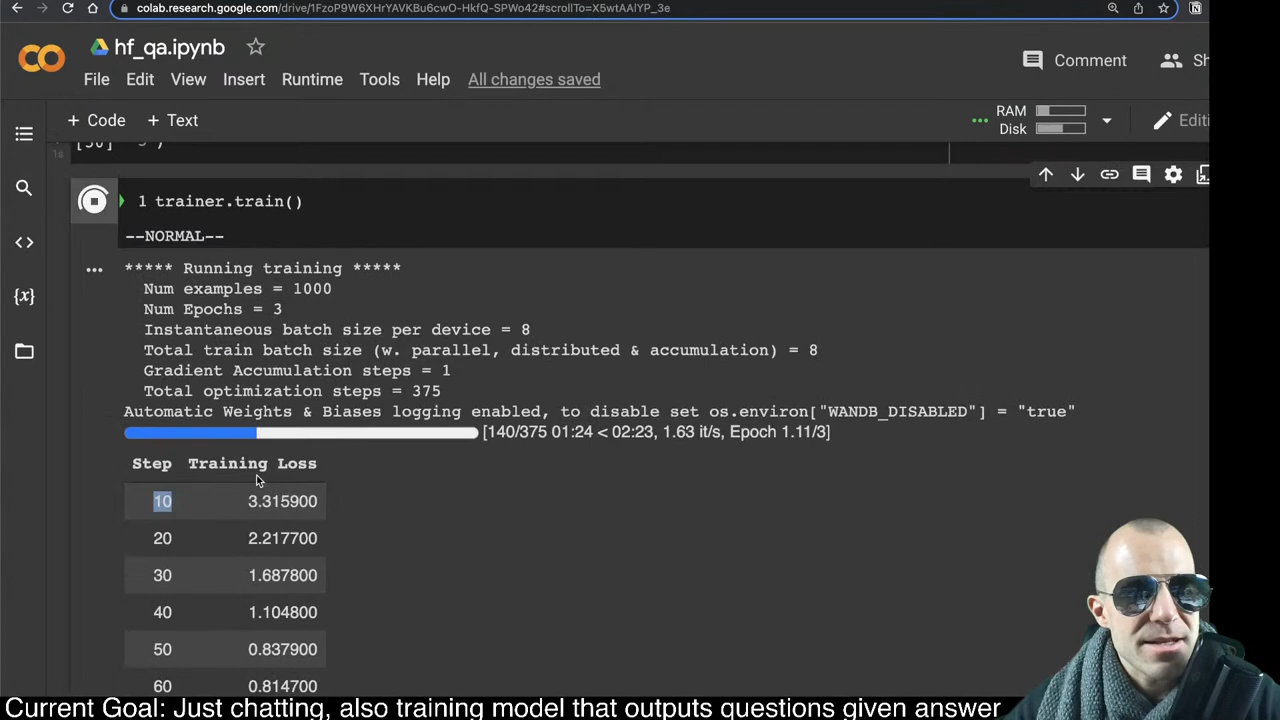 colab.research.google.com/drive/1FzoP9W6XHrYAVKBu6cwO-HkfQ-SPWo42#scrollTo=X5wtAAlYP_3e
hf_qa.ipynb
File Edit View Insert Runtime Tools Help All changes saved
Comment
Sh
+ Code + Text
RAM
Disk
Editi
1s
1 trainer.train()
--NORMAL--
***** Running training *****
Num examples = 1000
Num Epochs = 3
Instantaneous batch size per device = 8
Total train batch size (w. parallel, distributed & accumulation) = 8
Gradient Accumulation steps = 1
Total optimization steps = 375
Automatic Weights & Biases logging enabled, to disable set os.environ["WANDB_DISABLED"] = "true"
[140/375 01:24 < 02:23, 1.63 it/s, Epoch 1.11/3]
Step Training Loss
10 3.315900
20 2.217700
30 1.687800
40 1.104800
50 0.837900
60 0.814700
Current Goal: Just chatting, also training model that outputs questions given answer